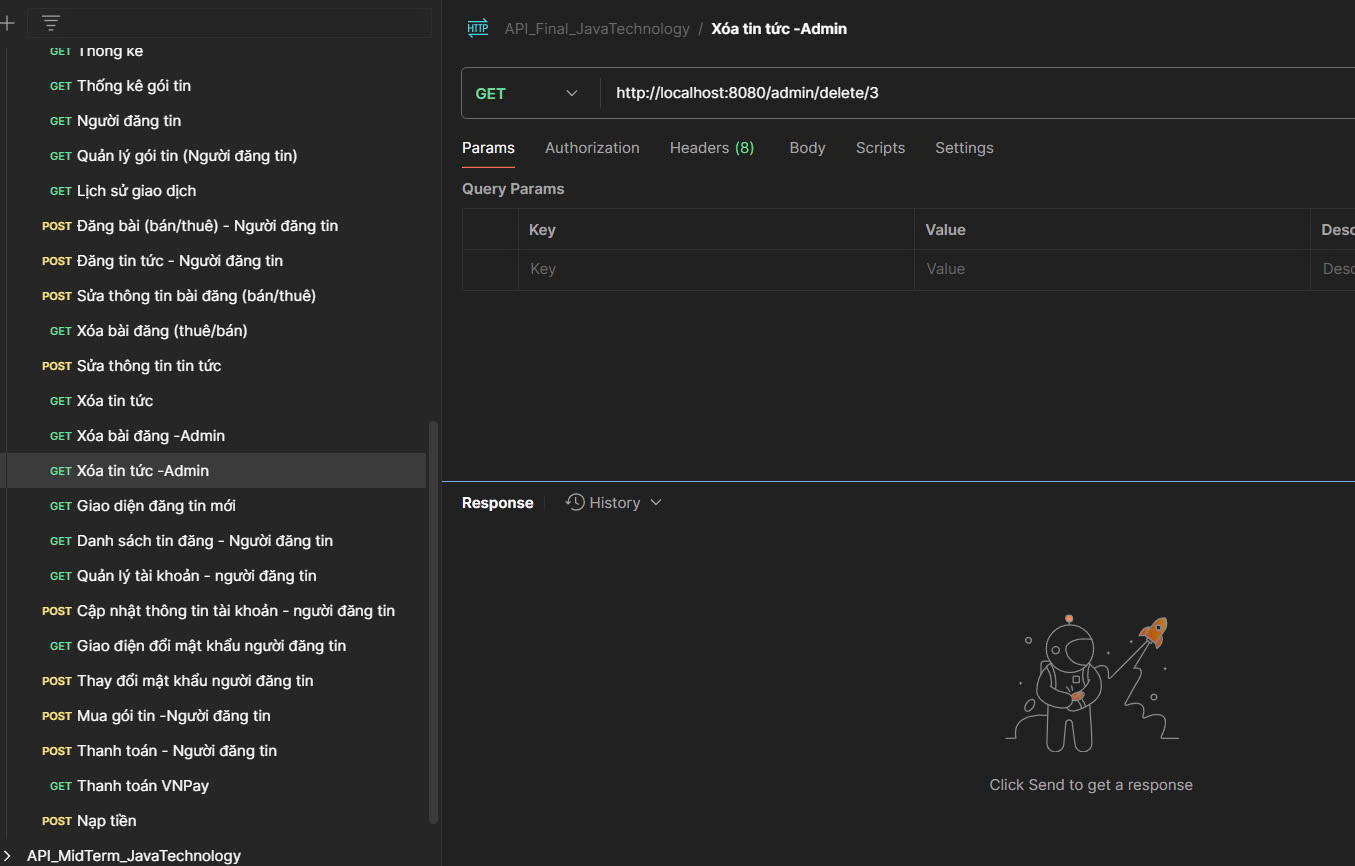 GET Thống kê
GET Thống kê gói tin
GET Người đăng tin
GET Quản lý gói tin (Người đăng tin)
GET Lịch sử giao dịch
POST Đăng bài (bán/thuê) - Người đăng tin
POST Đăng tin tức - Người đăng tin
POST Sửa thông tin bài đăng (bán/thuê)
GET Xóa bài đăng (thuê/bán)
POST Sửa thông tin tin tức
GET Xóa tin tức
GET Xóa bài đăng -Admin
GET Xóa tin tức -Admin
GET Giao diện đăng tin mới
GET Danh sách tin đăng - Người đăng tin
GET Quản lý tài khoản - người đăng tin
POST Cập nhật thông tin tài khoản - người đăng tin
GET Giao điện đổi mật khẩu người đăng tin
POST Thay đổi mật khẩu người đăng tin
POST Mua gói tin -Người đăng tin
POST Thanh toán - Người đăng tin
GET Thanh toán VNPay
POST Nạp tiền
API_MidTerm_JavaTechnology
HTTP API_Final_JavaTechnology / Xóa tin tức -Admin
GET http://localhost:8080/admin/delete/3
Params Authorization Headers (8) Body Scripts Settings
Query Params
Key Value Desc
Key Value Desc
Response History
Click Send to get a response